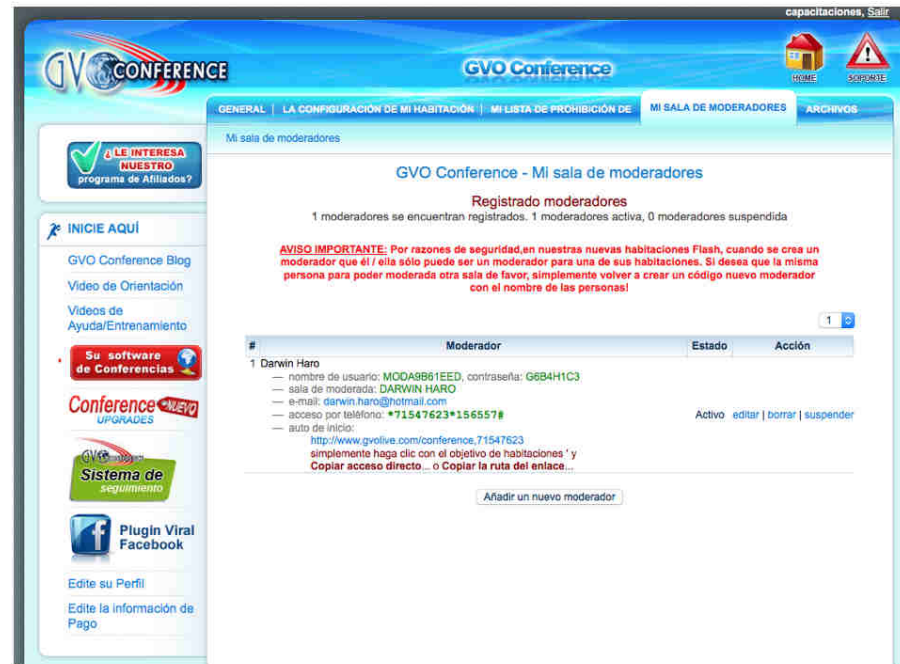 capacitaciones, Salir
GVO CONFERENCE
GVO Conference
HOME
SOPORTE
GENERAL | LA CONFIGURACIÓN DE MI HABITACIÓN | MI LISTA DE PROHIBICIÓN DE
MI SALA DE MODERADORES
ARCHIVOS
Mi sala de moderadores
¿LE INTERESA
NUESTRO
programa de Afiliados?
INICIE AQUÍ
GVO Conference Blog
Video de Orientación
Videos de
Ayuda/Entrenamiento
Su software
de Conferencias
Conference NUEVO
UPGRADES
GVO
Sistema de
seguimiento
Plugin Viral
Facebook
Edite su Perfil
Edite la información de
Pago
GVO Conference - Mi sala de moderadores
Registrado moderadores
1 moderadores se encuentran registrados. 1 moderadores activa, 0 moderadores suspendida
AVISO IMPORTANTE: Por razones de seguridad,en nuestras nuevas habitaciones Flash, cuando se crea un
moderador que él / ella sólo puede ser un moderador para una de sus habitaciones. Si desea que la misma
persona para poder moderada otra sala de favor, simplemente volver a crear un código nuevo moderador
con el nombre de las personas!
1
# Moderador Estado Acción
1 Darwin Haro
— nombre de usuario: MODA9B61EED, contraseña: G6B4H1C3
— sala de moderada: DARWIN HARO
— e-mail: darwin.haro@hotmail.com
— acceso por teléfono: *71547623*156557# Activo editar | borrar | suspender
— auto de inicio:
http://www.gvolive.com/conference,71547623
simplemente haga clic con el objetivo de habitaciones ' y
Copiar acceso directo... o Copiar la ruta del enlace...
Añadir un nuevo moderador